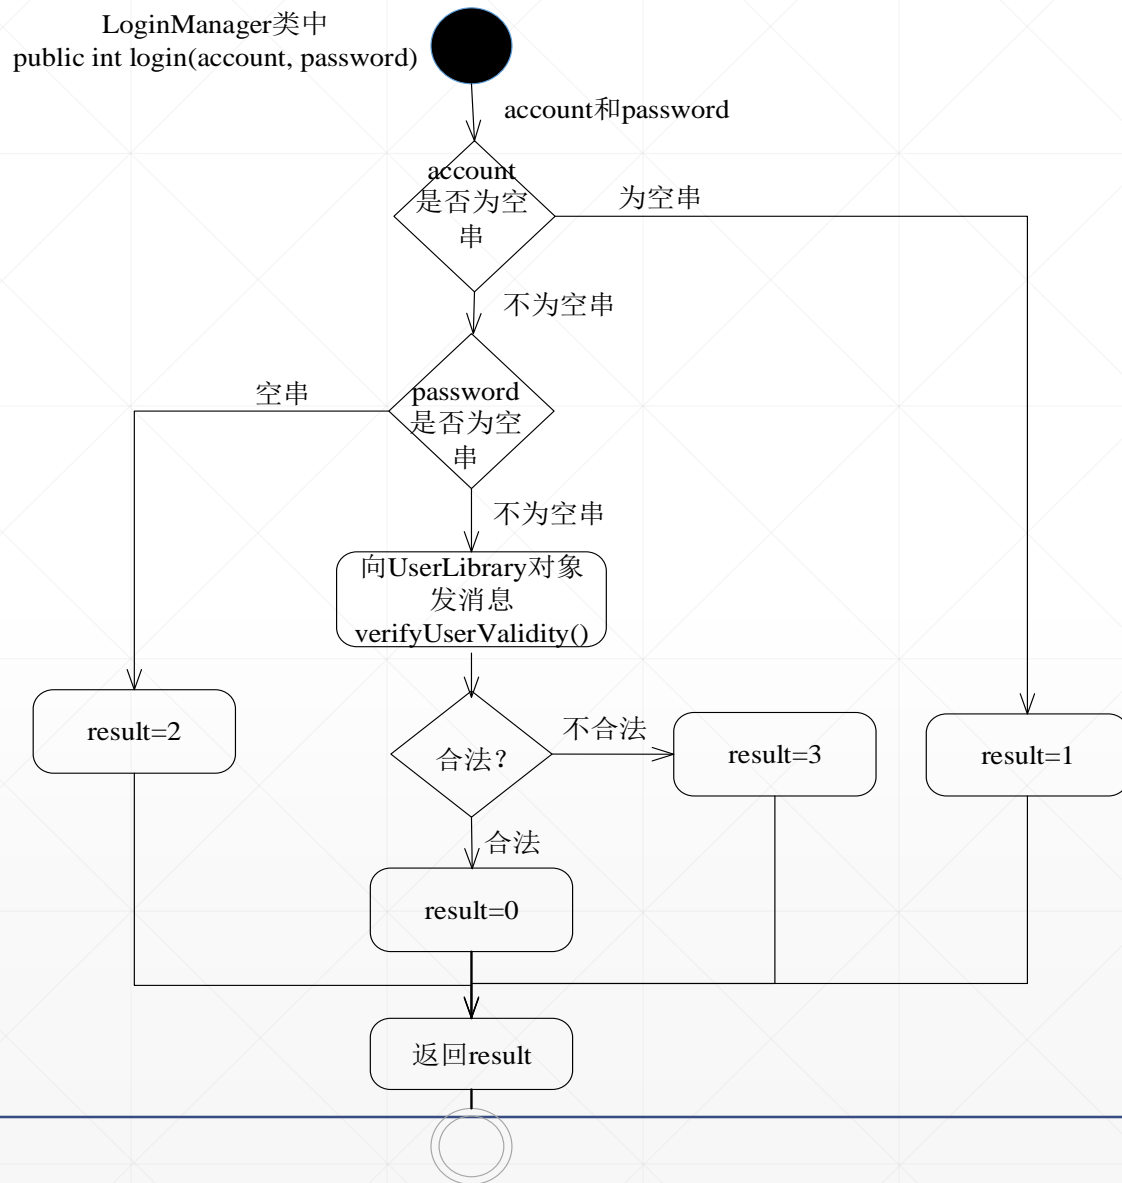 LoginManager类中
public int login(account, password)
account和password
account
是否为空
串
为空串
不为空串
password
是否为空
串
空串
不为空串
向UserLibrary对象
发消息
verifyUserValidity()
result=2
合法?
不合法
result=3
result=1
合法
result=0
返回result